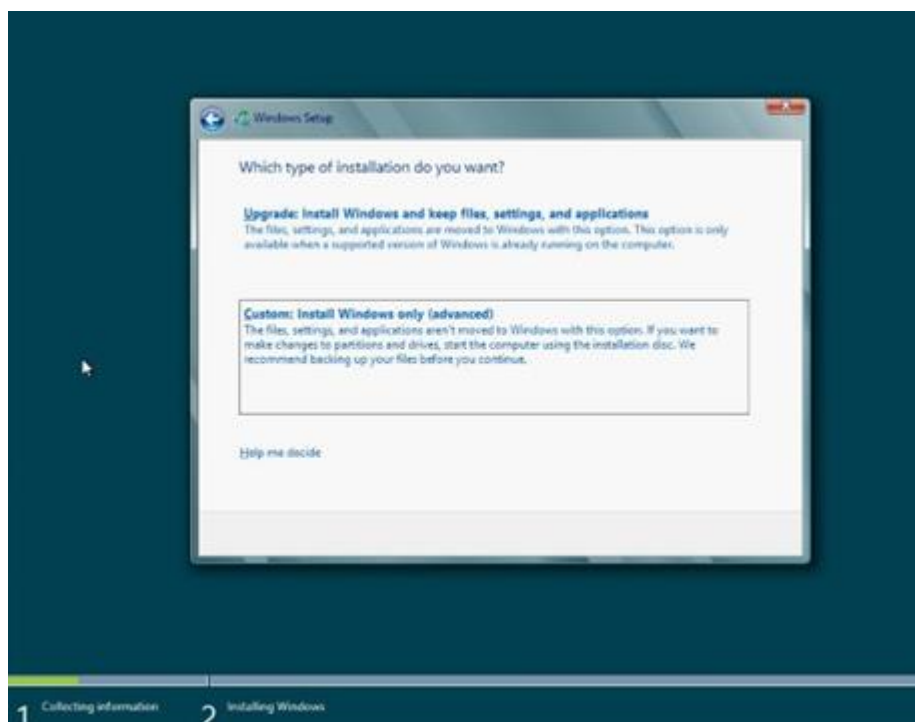 Windows Setup
Which type of installation do you want?
Upgrade: Install Windows and keep files, settings, and applications
The files, settings, and applications are moved to Windows with this option. This option is only
available when a supported version of Windows is already running on the computer.
Custom: Install Windows only (advanced)
The files, settings, and applications aren't moved to Windows with this option. If you want to
make changes to partitions and drives, start the computer using the installation disc. We
recommend backing up your files before you continue.
Help me decide
1 Collecting information 2 Installing Windows